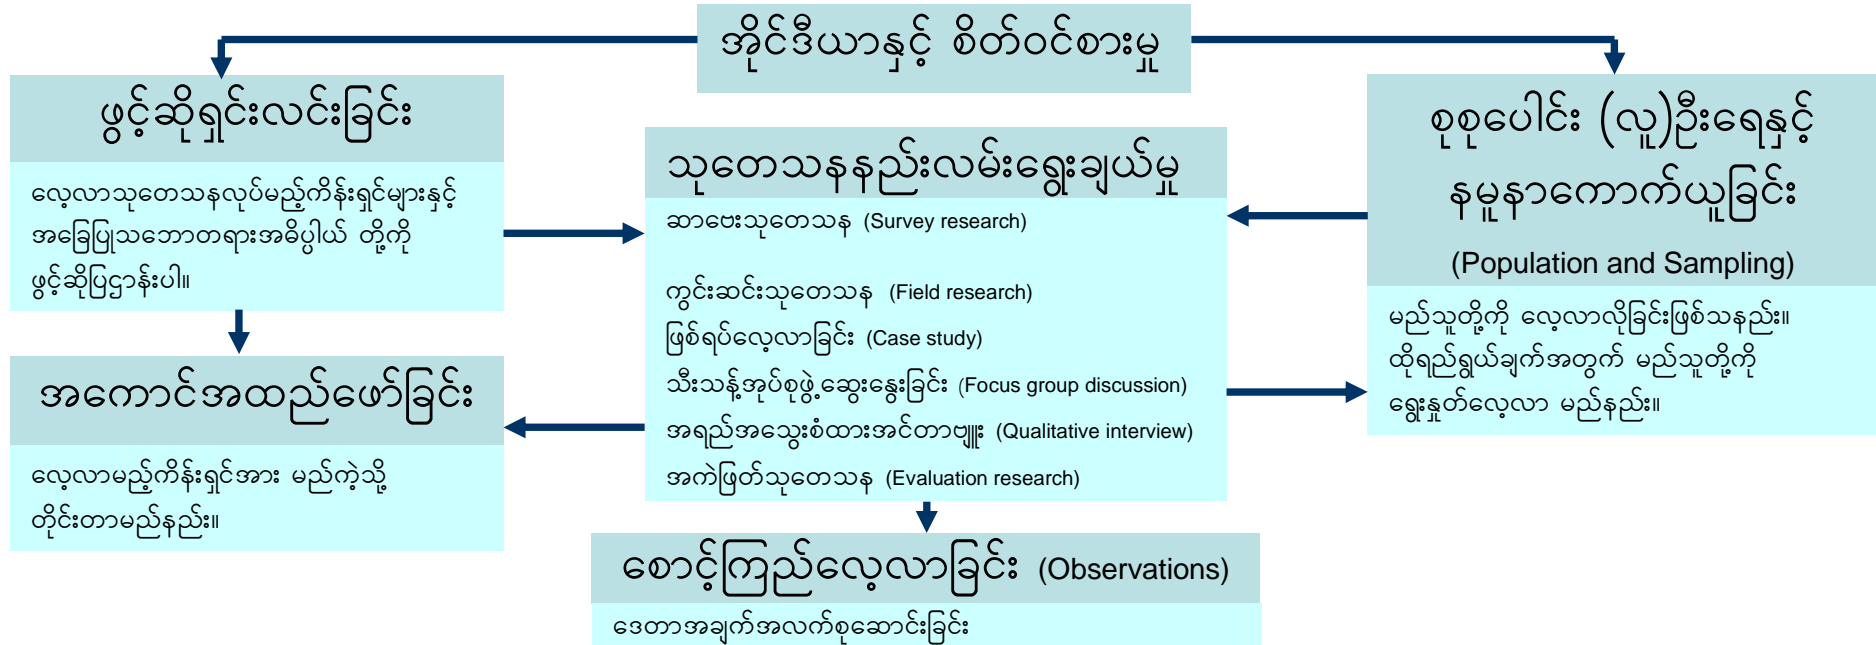 အိုင်ဒီယာနှင့် စိတ်ဝင်စားမှု
ဖွင့်ဆိုရှင်းလင်းခြင်း
လေ့လာသုတေသနလုပ်မည့်ကိန်းရှင်များနှင့်
အခြေပြုသဘောတရားအဓိပ္ပါယ် တို့ကို
ဖွင့်ဆိုပြဌာန်းပါ။
အကောင်အထည်ဖော်ခြင်း
လေ့လာမည့်ကိန်းရှင်အား မည်ကဲ့သို့
တိုင်းတာမည်နည်း။
သုတေသနနည်းလမ်းရွေးချယ်မှု
ဆာဗေးသုတေသန (Survey research)
ကွင်းဆင်းသုတေသန (Field research)
ဖြစ်ရပ်လေ့လာခြင်း (Case study)
သီးသန့်အုပ်စုဖွဲ့ဆွေးနွေးခြင်း (Focus group discussion)
အရည်အသွေးစံထားအင်တာဗျူး (Qualitative interview)
အကဲဖြတ်သုတေသန (Evaluation research)
စုစုပေါင်း (လူ)ဦးရေနှင့်
နမူနာကောက်ယူခြင်း
(Population and Sampling)
မည်သူတို့ကို လေ့လာလိုခြင်းဖြစ်သနည်း။
ထိုရည်ရွယ်ချက်အတွက် မည်သူတို့ကို
ရွေးနှုတ်လေ့လာ မည်နည်း။
စောင့်ကြည်လေ့လာခြင်း (Observations)
ဒေတာအချက်အလက်စုဆောင်းခြင်း